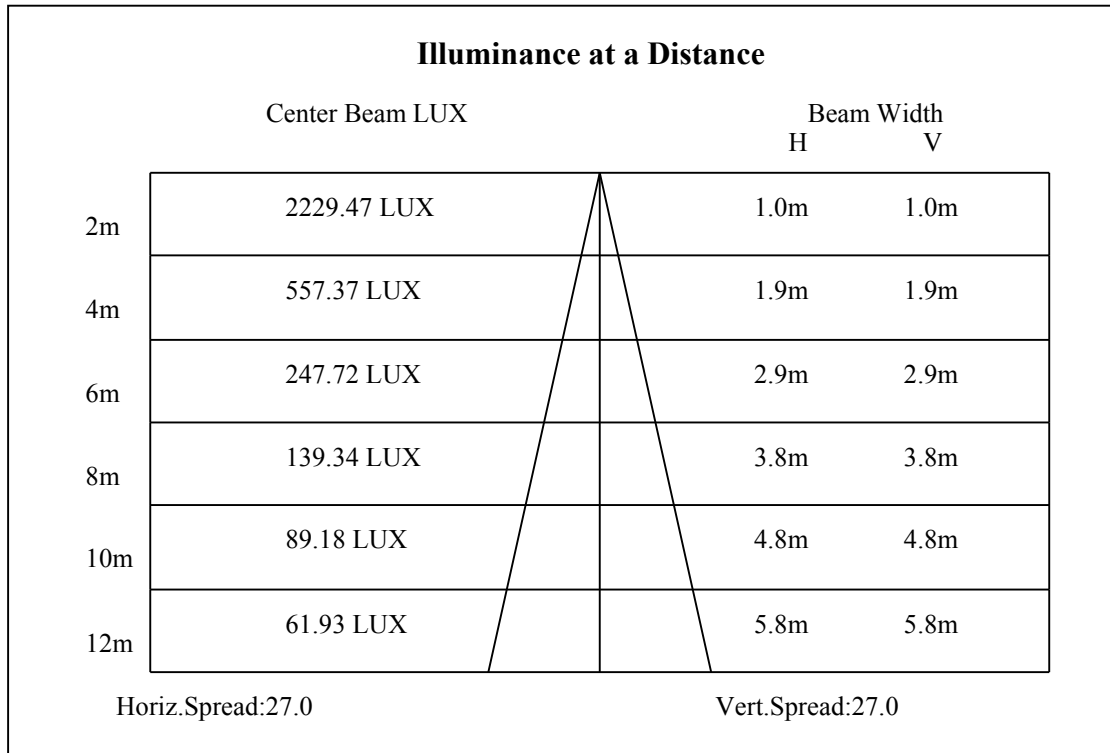 Illuminance at a Distance
Center Beam LUX Beam Width
H V
2m 2229.47 LUX 1.0m 1.0m
4m 557.37 LUX 1.9m 1.9m
6m 247.72 LUX 2.9m 2.9m
8m 139.34 LUX 3.8m 3.8m
10m 89.18 LUX 4.8m 4.8m
12m 61.93 LUX 5.8m 5.8m
Horiz.Spread:27.0 Vert.Spread:27.0